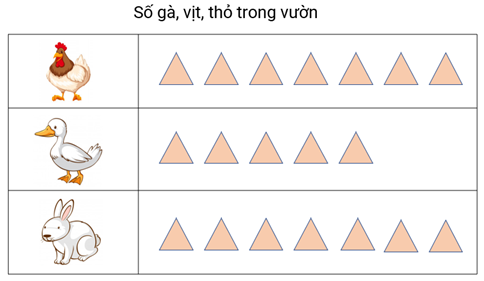 Số gà, vịt, thỏ trong vườn